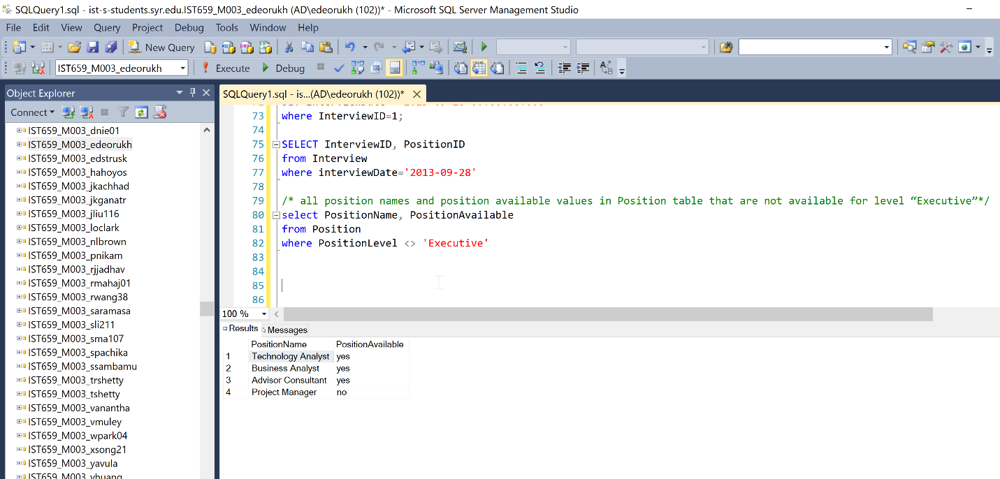 SQLQuery1.sql - ist-s-students.syr.edu.IST659_M003_edeorukh (AD\edeorukh (102))* - Microsoft SQL Server Management Studio
File Edit View Query Project Debug Tools Window Help
New Query
IST659_M003_edeorukh Execute Debug
Object Explorer
Connect
IST659_M003_dnie01
IST659_M003_edeorukh
IST659_M003_edstrusk
IST659_M003_hahoyos
IST659_M003_jkachhad
IST659_M003_jkganatr
IST659_M003_jliu116
IST659_M003_loclark
IST659_M003_nlbrown
IST659_M003_pnikam
IST659_M003_rjjadhav
IST659_M003_rmahaj01
IST659_M003_rwang38
IST659_M003_saramasa
IST659_M003_sli211
IST659_M003_sma107
IST659_M003_spachika
IST659_M003_ssambamu
IST659_M003_trshetty
IST659_M003_tshetty
IST659_M003_vanantha
IST659_M003_vmuley
IST659_M003_wpark04
IST659_M003_xsong21
IST659_M003_yavula
SQLQuery1.sql - is...(AD\edeorukh (102))*
73 where InterviewID=1;
74
75 SELECT InterviewID, PositionID
76 from Interview
77 where interviewDate='2013-09-28'
78
79 /* all position names and position available values in Position table that are not available for level “Executive”*/
80 select PositionName, PositionAvailable
81 from Position
82 where PositionLevel <> 'Executive'
83
84
85
86
100 %
Results Messages
PositionName PositionAvailable
1 Technology Analyst yes
2 Business Analyst yes
3 Advisor Consultant yes
4 Project Manager no